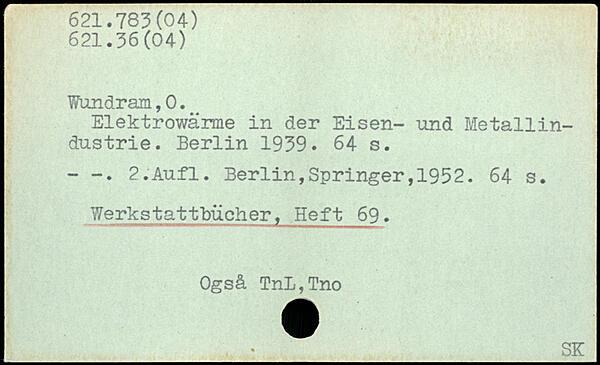 621.783(04)
621.36(04)
Wundram,O.
Elektrowärme in der Eisen- und Metallin-
dustrie. Berlin 1939. 64 s.
- -. 2.Aufl. Berlin,Springer,1952. 64 s.
Werkstattbücher, Heft 69.
Også TnL,Tno
SK